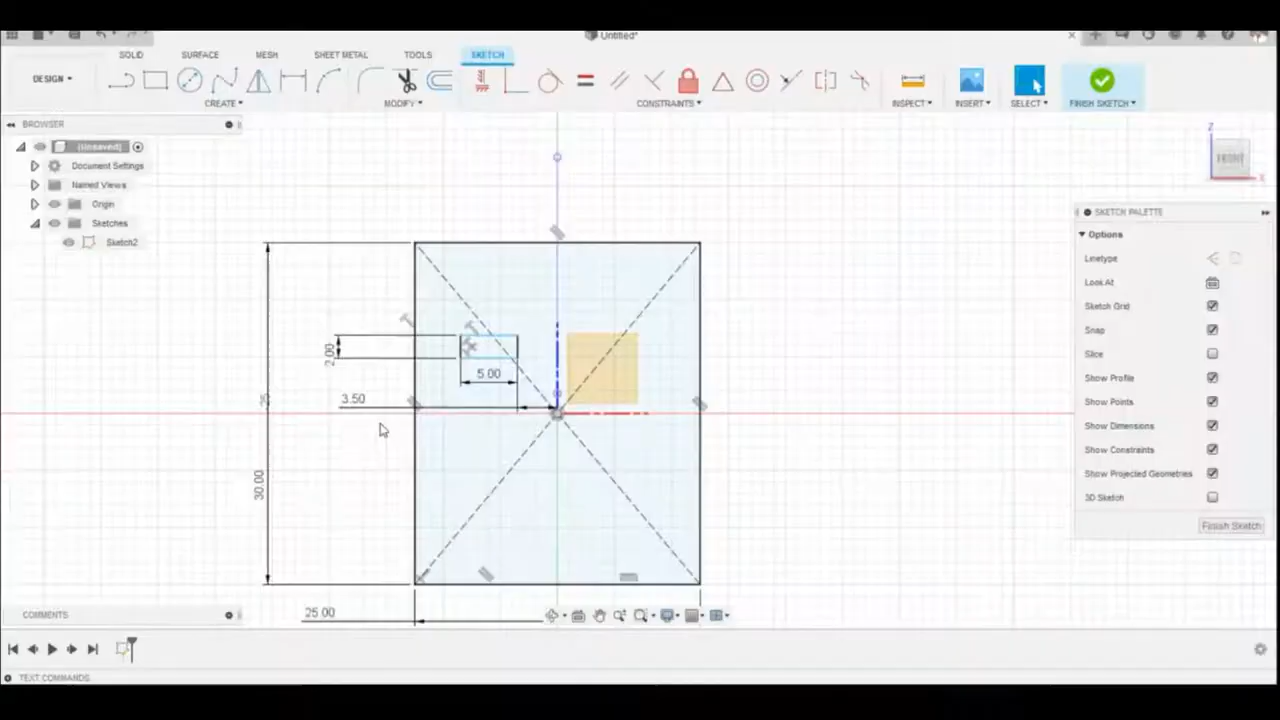 Untitled*
SOLID SURFACE MESH SHEET METAL TOOLS SKETCH
DESIGN
CREATE MODIFY CONSTRAINTS INSPECT INSERT SELECT FINISH SKETCH
BROWSER
(Unsaved)
Document Settings
Named Views
Origin
Sketches
Sketch2
Z
FRONT
X
SKETCH PALETTE
Options
Linetype
Look At
Sketch Grid
Snap
Slice
Show Profile
Show Points
Show Dimensions
Show Constraints
Show Projected Geometries
3D Sketch
Finish Sketch
2.00
5.00
3.50
25
30.00
25.00
COMMENTS
TEXT COMMANDS